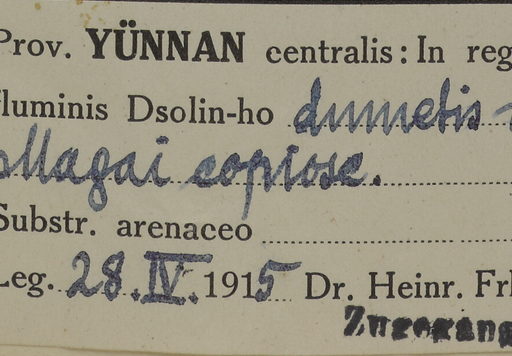 Prov. YÜNNAN centralis: In reg
fluminis Dsolin-ho dumetis
Magai copiose.
Substr. arenaceo
Leg. 28.IV.1915 Dr. Heinr. Fr